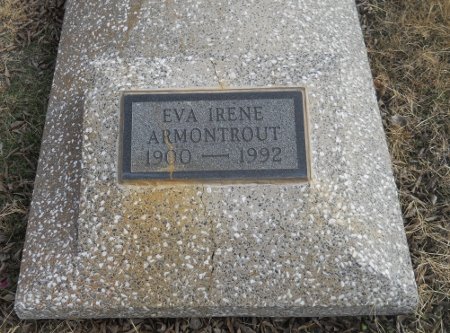 EVA IRENE
ARMONTROUT
1900 — 1992